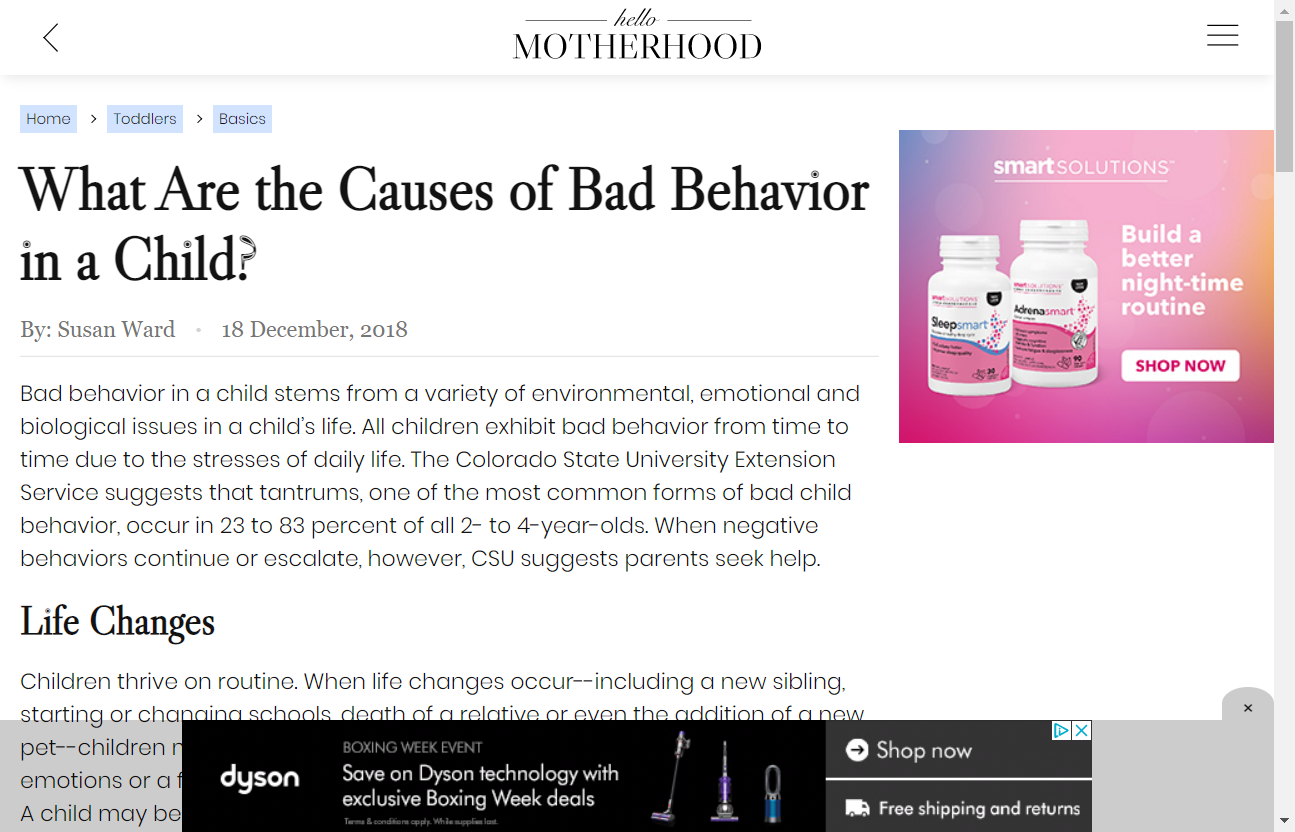 hello
MOTHERHOOD
Home > Toddlers > Basics
What Are the Causes of Bad Behavior
in a Child?
By: Susan Ward • 18 December, 2018
Bad behavior in a child stems from a variety of environmental, emotional and
biological issues in a child’s life. All children exhibit bad behavior from time to
time due to the stresses of daily life. The Colorado State University Extension
Service suggests that tantrums, one of the most common forms of bad child
behavior, occur in 23 to 83 percent of all 2- to 4-year-olds. When negative
behaviors continue or escalate, however, CSU suggests parents seek help.
Life Changes
Children thrive on routine. When life changes occur--including a new sibling,
starting or changing schools, death of a relative or even the addition of a new
pet--children
emotions or a
A child may be
smartSOLUTIONS™
Build a
better
night-time
routine
SHOP NOW
smartSOLUTIONS
Sleepsmart
30
smartSOLUTIONS
Adrenasmart
90
×
dyson
BOXING WEEK EVENT
Save on Dyson technology with
exclusive Boxing Week deals
Terms & conditions apply. While supplies last.
Shop now
Free shipping and returns